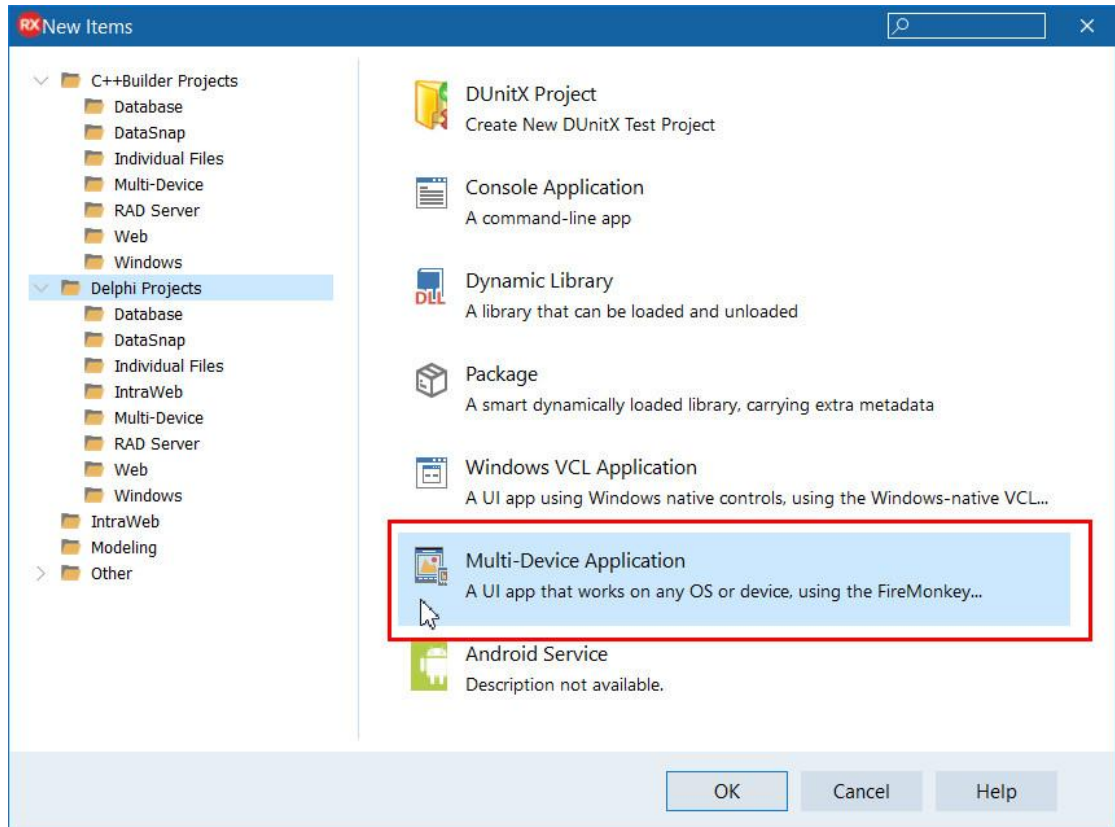 RX New Items
C++Builder Projects
Database
DataSnap
Individual Files
Multi-Device
RAD Server
Web
Windows
Delphi Projects
Database
DataSnap
Individual Files
IntraWeb
Multi-Device
RAD Server
Web
Windows
IntraWeb
Modeling
Other
DUnitX Project
Create New DUnitX Test Project
Console Application
A command-line app
Dynamic Library
DLL
A library that can be loaded and unloaded
Package
A smart dynamically loaded library, carrying extra metadata
Windows VCL Application
A UI app using Windows native controls, using the Windows-native VCL...
Multi-Device Application
A UI app that works on any OS or device, using the FireMonkey...
Android Service
Description not available.
OK Cancel Help